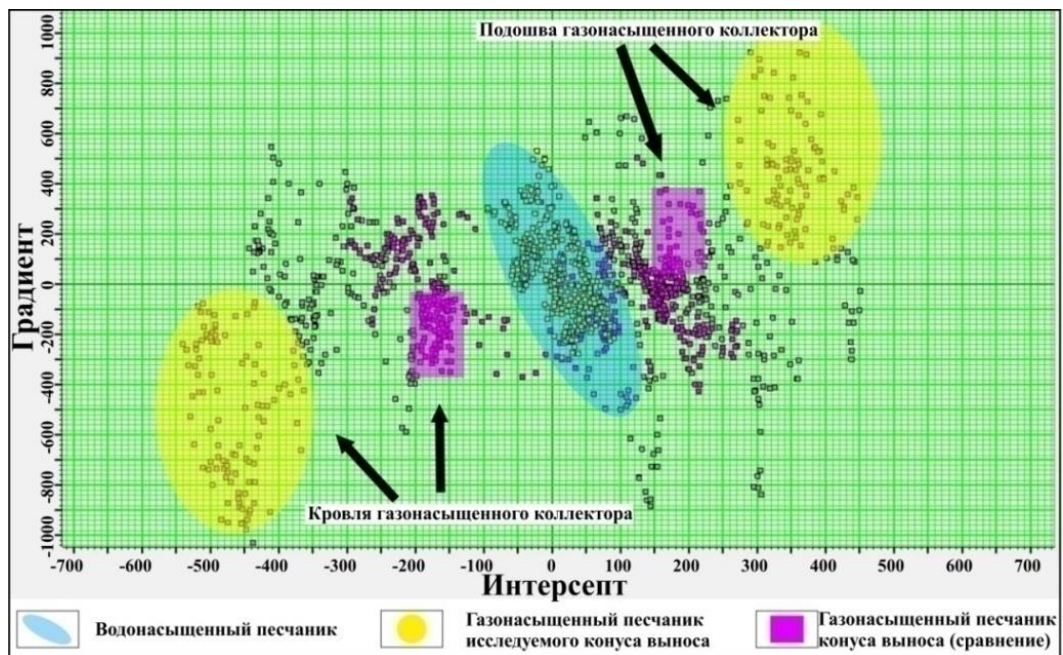 Подошва газонасыщенного коллектора
1000
800
600
400
200
0
-200
-400
-600
-800
-1000
Градиент
Кровля газонасыщенного коллектора
-700 -600 -500 -400 -300 -200 -100 0 100 200 300 400 500 600 700
Интерсепт
Водонасыщенный песчаник
Газонасыщенный песчаник
исследуемого конуса выноса
Газонасыщенный песчаник
конуса выноса (сравнение)